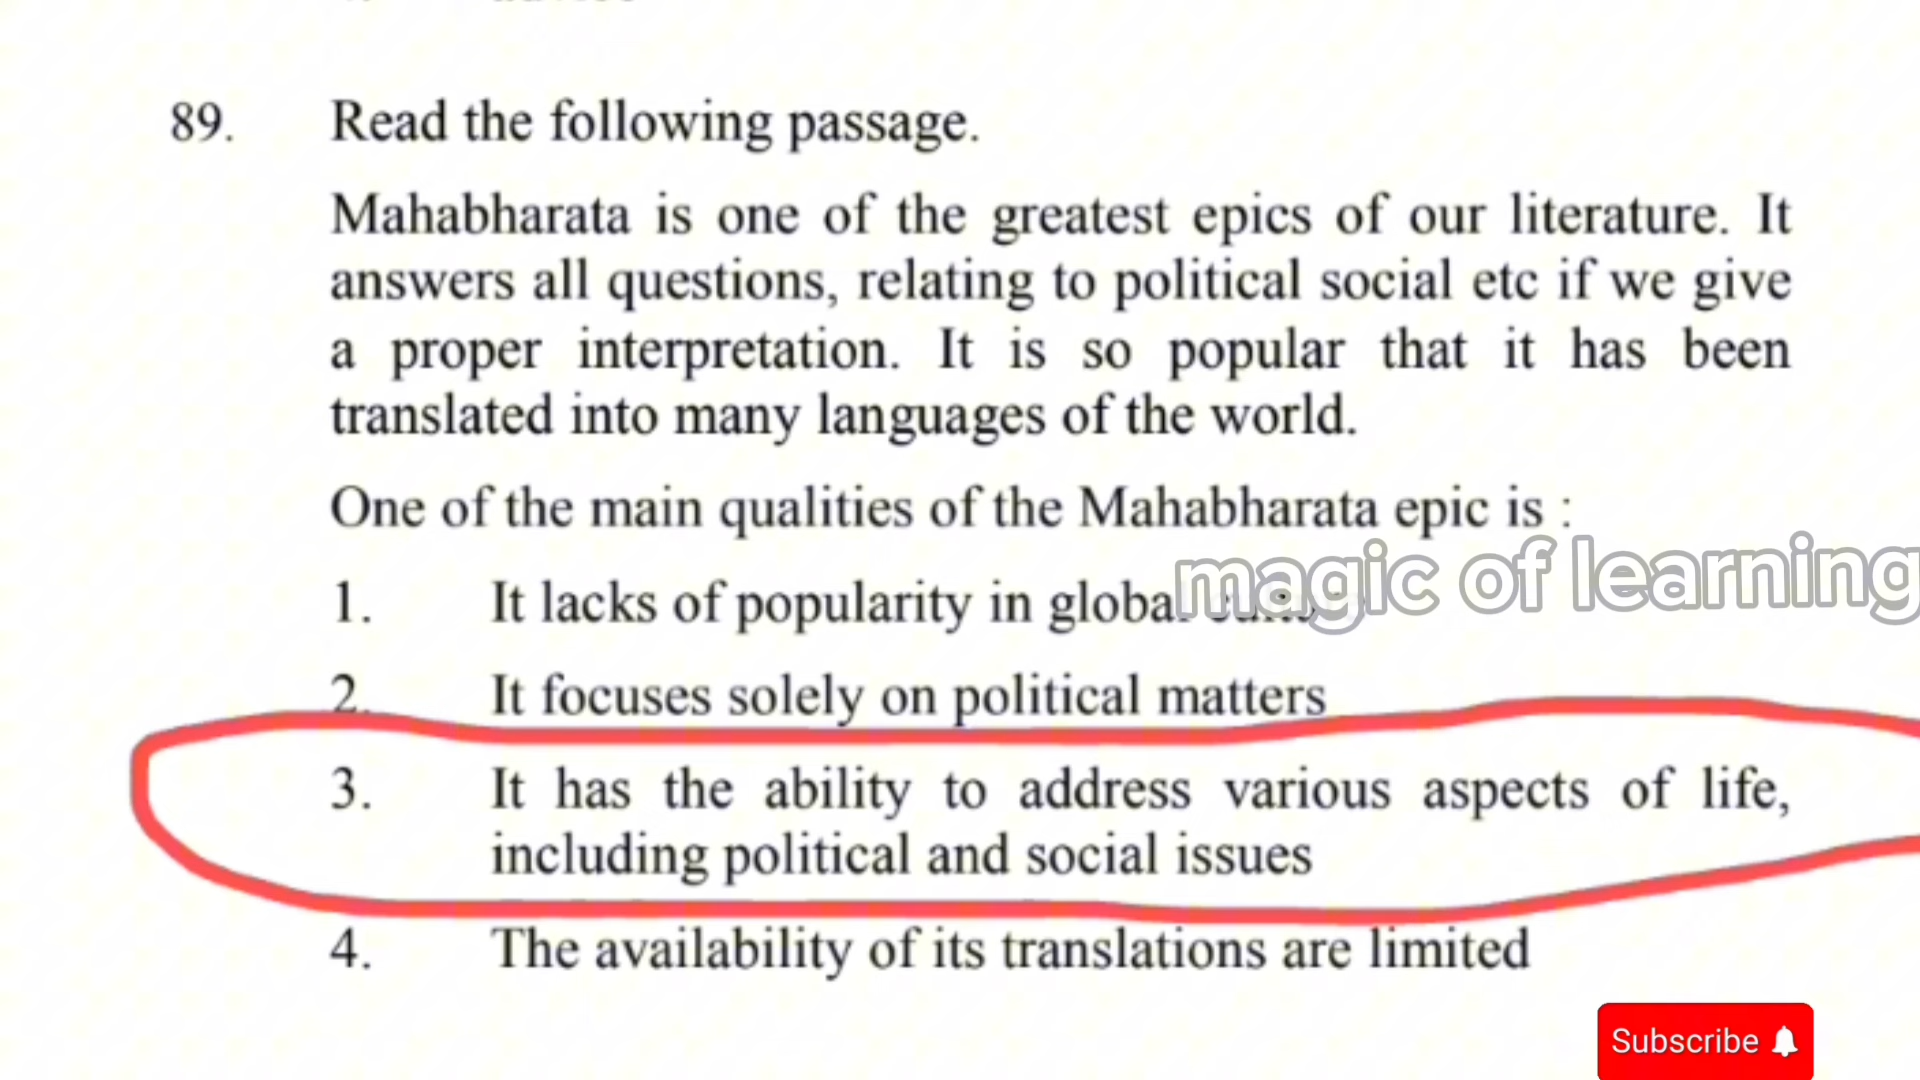 89. Read the following passage.
Mahabharata is one of the greatest epics of our literature. It
answers all questions, relating to political social etc if we give
a proper interpretation. It is so popular that it has been
translated into many languages of the world.
One of the main qualities of the Mahabharata epic is :
magic of learning
1. It lacks of popularity in global
2. It focuses solely on political matters
3. It has the ability to address various aspects of life,
including political and social issues
4. The availability of its translations are limited
Subscribe